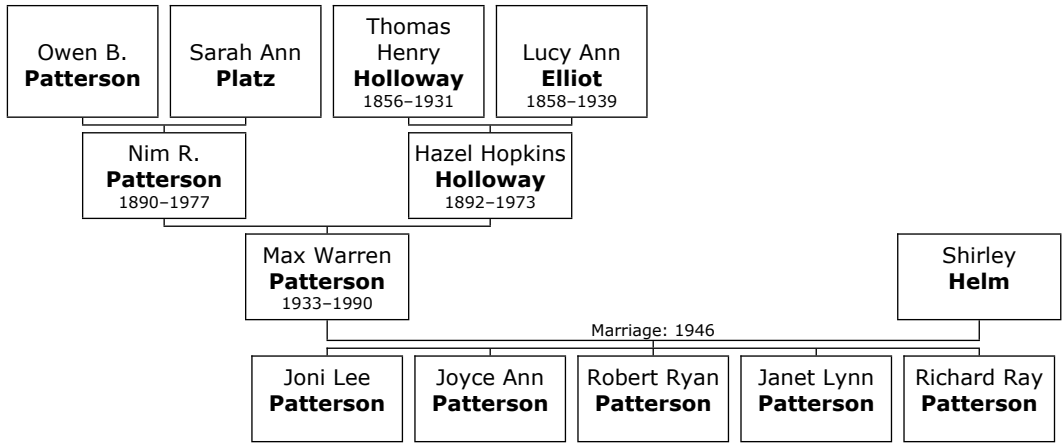 Owen B.
Patterson
Sarah Ann
Platz
Thomas
Henry
Holloway
1856–1931
Lucy Ann
Elliot
1858–1939
Nim R.
Patterson
1890–1977
Hazel Hopkins
Holloway
1892–1973
Max Warren
Patterson
1933–1990
Shirley
Helm
Marriage: 1946
Joni Lee
Patterson
Joyce Ann
Patterson
Robert Ryan
Patterson
Janet Lynn
Patterson
Richard Ray
Patterson